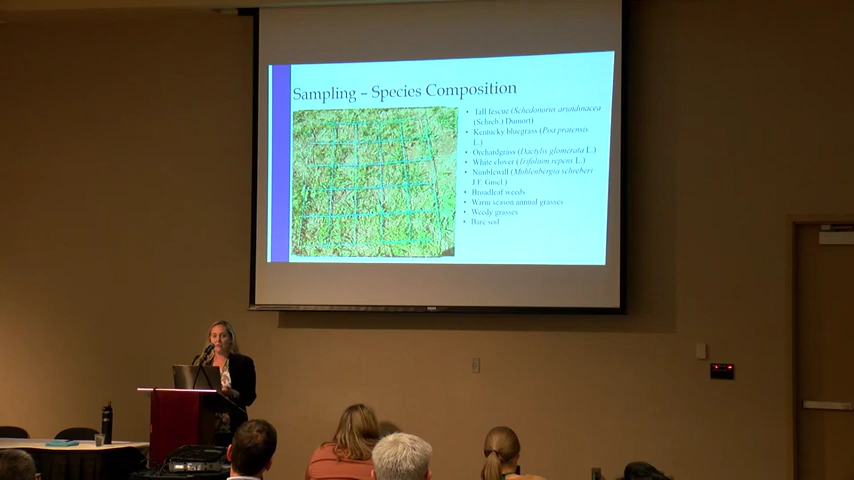 Sampling – Species Composition
• Tall fescue (Schedonorus arundinacea
(Schreb.) Dumort)
• Kentucky bluegrass (Poa pratensis
L.)
• Orchardgrass (Dactylis glomerata L.)
• White clover (Trifolium repens L.)
• Nimblewill (Muhlenbergia schreberi
J.F. Gmel.)
• Broadleaf weeds
• Warm season annual grasses
• Weedy grasses
• Bare soil